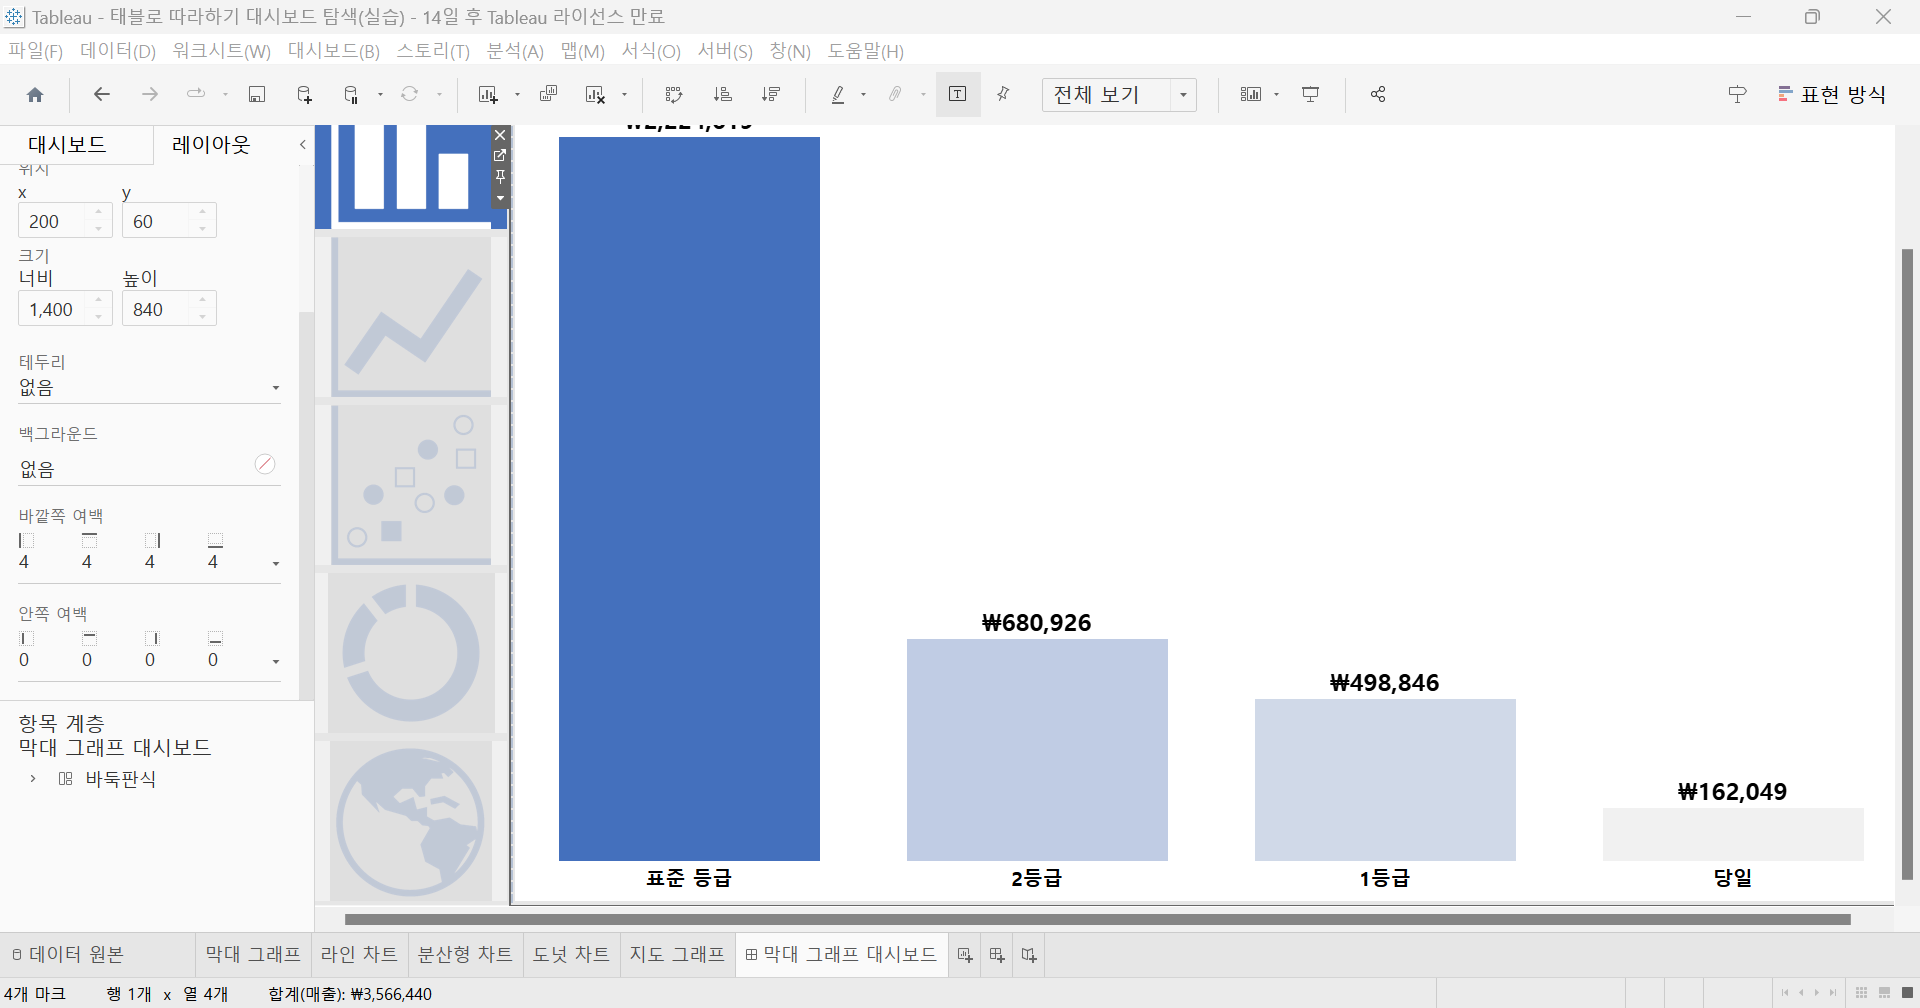 Tableau - 태블로 따라하기 대시보드 탐색(실습) - 14일 후 Tableau 라이선스 만료
파일(F) 데이터(D) 워크시트(W) 대시보드(B) 스토리(T) 분석(A) 맵(M) 서식(O) 서버(S) 창(N) 도움말(H)
전체 보기
표현 방식
대시보드 레이아웃
위치
x y
200 60
크기
너비 높이
1,400 840
테두리
없음
백그라운드
없음
바깥쪽 여백
4 4 4 4
안쪽 여백
0 0 0 0
항목 계층
막대 그래프 대시보드
바둑판식
₩680,926
₩498,846
₩162,049
표준 등급 2등급 1등급 당일
데이터 원본 막대 그래프 라인 차트 분산형 차트 도넛 차트 지도 그래프 막대 그래프 대시보드
4개 마크 행 1개 x 열 4개 합계(매출): ₩3,566,440